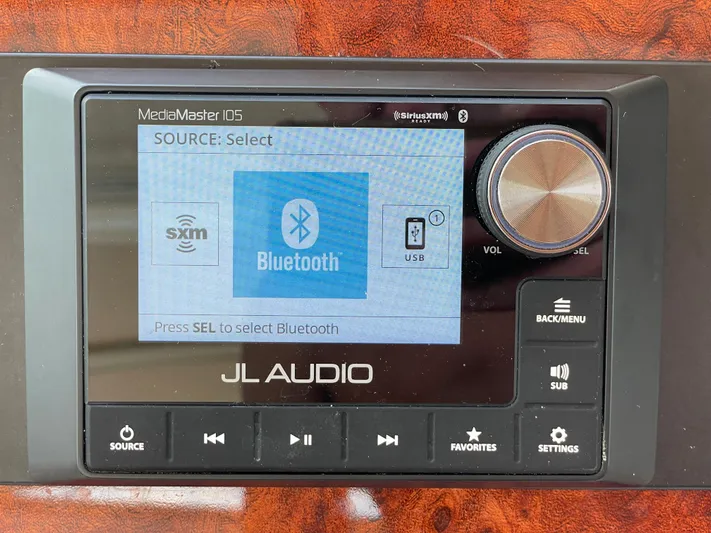 MediaMaster 105
((SiriusXM))
READY
SOURCE: Select
sxm
Bluetooth™
1
USB
Press SEL to select Bluetooth
VOL
SEL
JL AUDIO
BACK/MENU
SUB
SOURCE
FAVORITES
SETTINGS